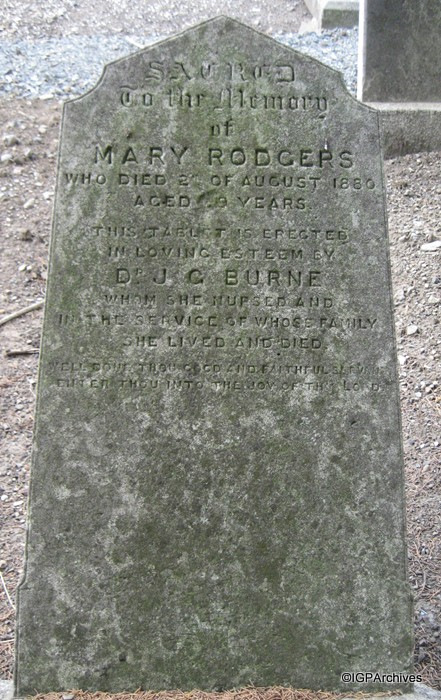 SACRED
To the Memory
of
MARY RODGERS
WHO DIED 2ND OF AUGUST 1880
AGED 9 YEARS
THIS TABLET IS ERECTED
IN LOVING ESTEEM BY
DR J. G. BURNE
WHOM SHE NURSED AND
IN THE SERVICE OF WHOSE FAMILY
SHE LIVED AND DIED
WELL DONE THOU GOOD AND FAITHFUL SERVANT
ENTER THOU INTO THE JOY OF THY LORD
©IGPArchives